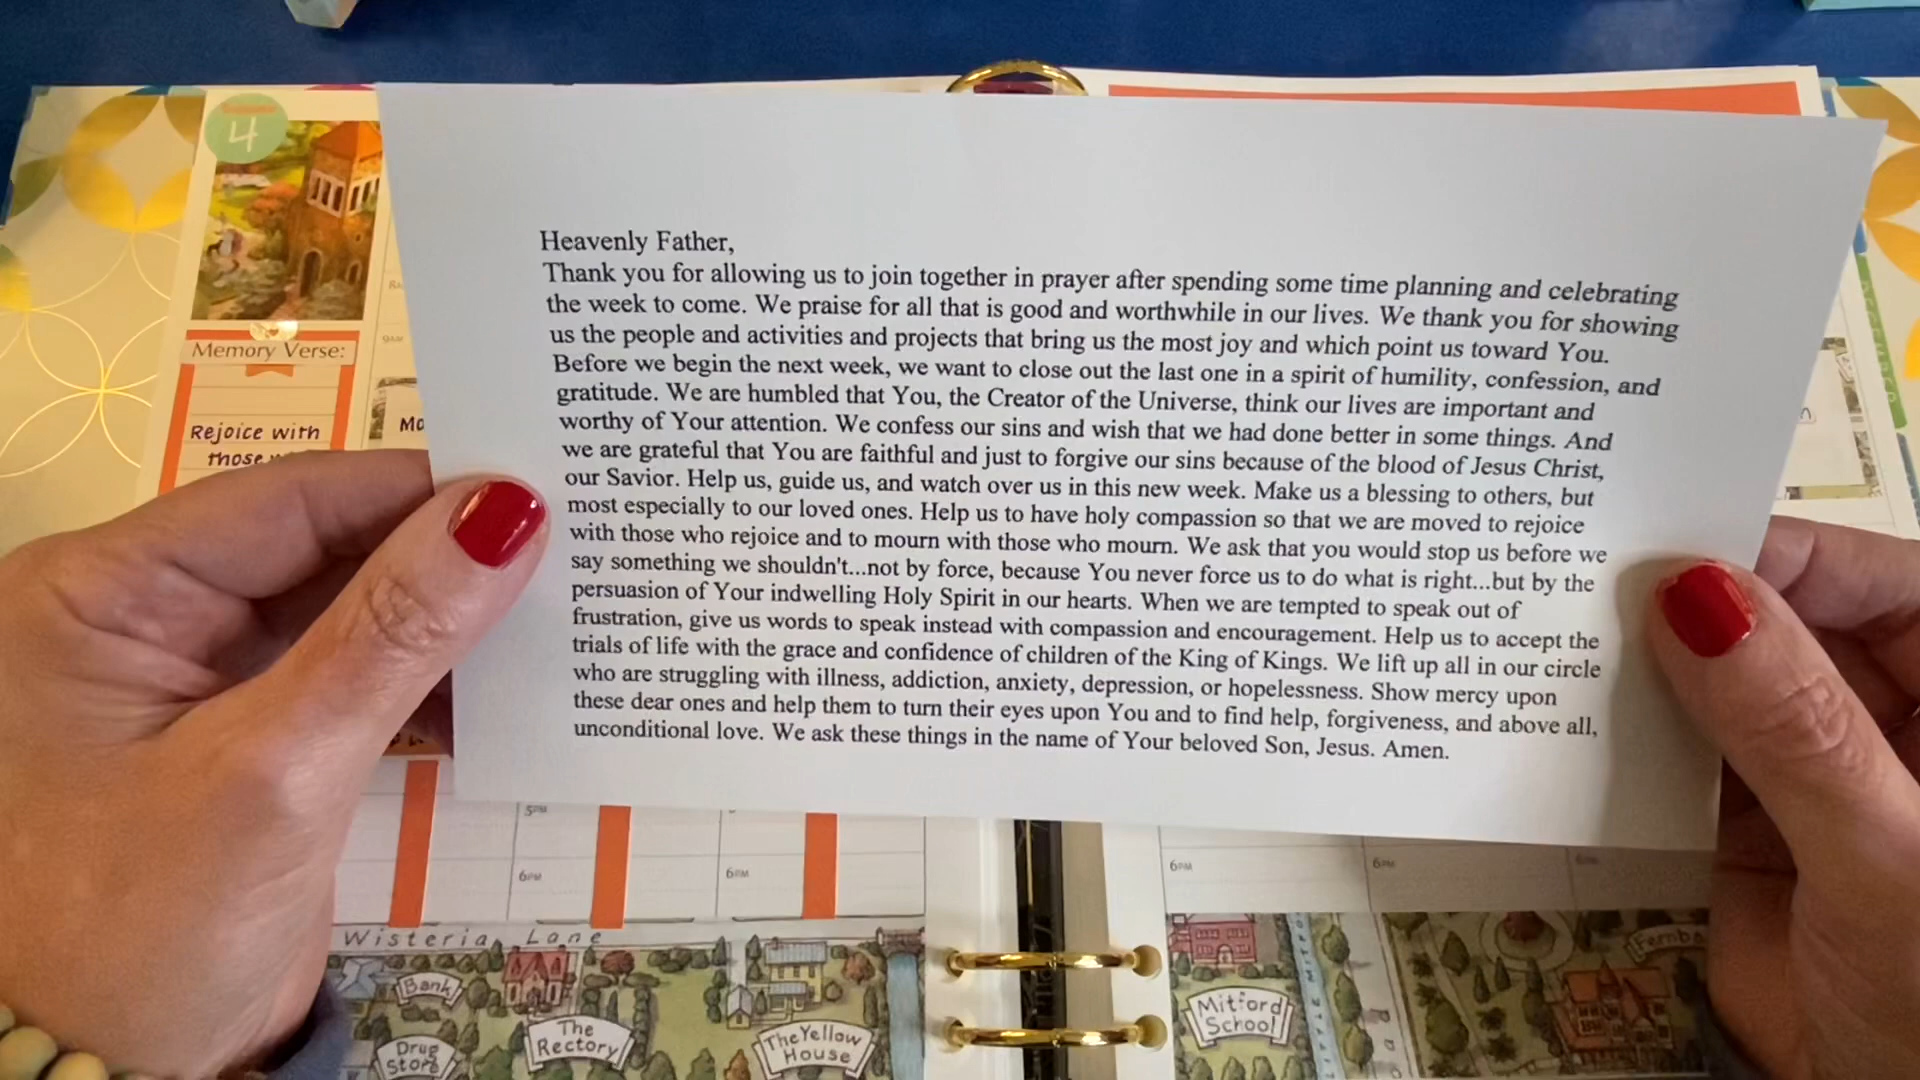 4
Memory Verse:
Rejoice with
those
9AM
Heavenly Father,
Thank you for allowing us to join together in prayer after spending some time planning and celebrating
the week to come. We praise for all that is good and worthwhile in our lives. We thank you for showing
us the people and activities and projects that bring us the most joy and which point us toward You.
Before we begin the next week, we want to close out the last one in a spirit of humility, confession, and
gratitude. We are humbled that You, the Creator of the Universe, think our lives are important and
worthy of Your attention. We confess our sins and wish that we had done better in some things. And
we are grateful that You are faithful and just to forgive our sins because of the blood of Jesus Christ,
our Savior. Help us, guide us, and watch over us in this new week. Make us a blessing to others, but
most especially to our loved ones. Help us to have holy compassion so that we are moved to rejoice
with those who rejoice and to mourn with those who mourn. We ask that you would stop us before we
say something we shouldn't...not by force, because You never force us to do what is right...but by the
persuasion of Your indwelling Holy Spirit in our hearts. When we are tempted to speak out of
frustration, give us words to speak instead with compassion and encouragement. Help us to accept the
trials of life with the grace and confidence of children of the King of Kings. We lift up all in our circle
who are struggling with illness, addiction, anxiety, depression, or hopelessness. Show mercy upon
these dear ones and help them to turn their eyes upon You and to find help, forgiveness, and above all,
unconditional love. We ask these things in the name of Your beloved Son, Jesus. Amen.
5PM
6PM 6PM 6PM 6PM 6PM
Wisteria Lane
Bank
The
Rectory
The Yellow
House
Drug
Store
Mitford
School